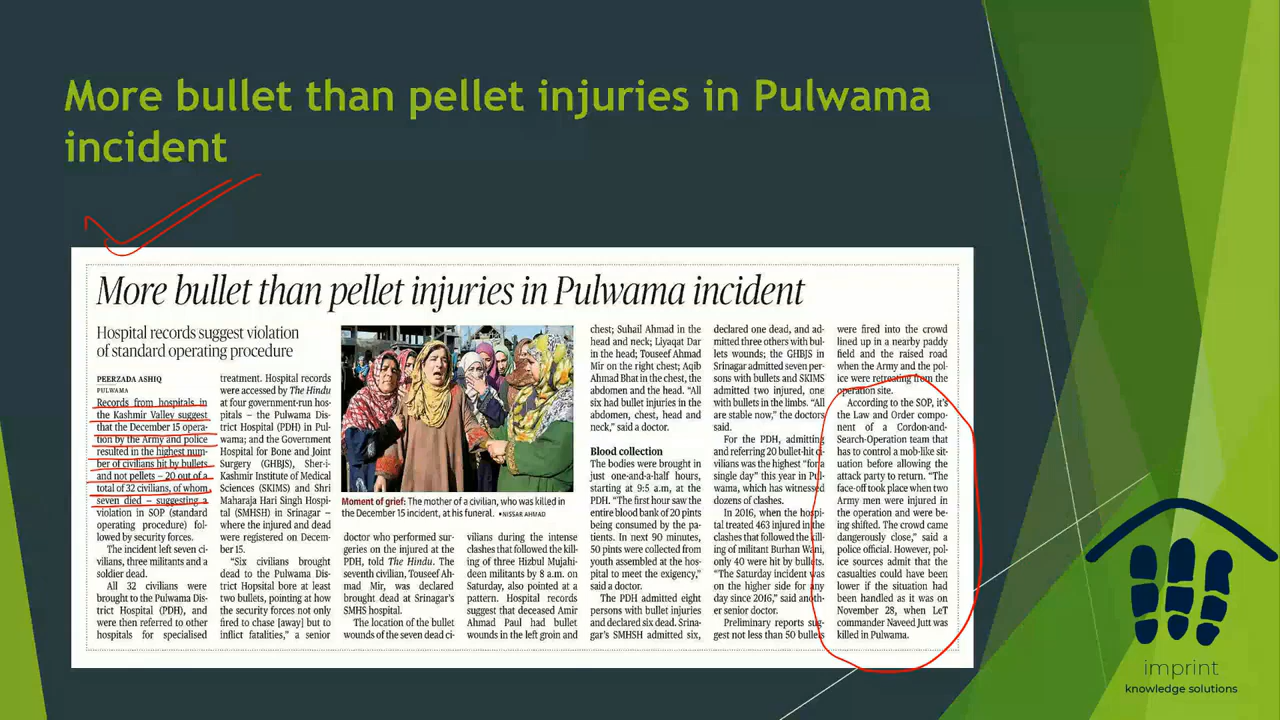 More bullet than pellet injuries in Pulwama
incident
More bullet than pellet injuries in Pulwama incident
Hospital records suggest violation
of standard operating procedure
PEERZADA ASHIQ
PULWAMA
Records from hospitals in
the Kashmir Valley suggest
that the December 15 opera-
tion by the Army and police
resulted in the highest num-
ber of civilians hit by bullets
and not pellets – 20 out of a
total of 32 civilians, of whom
seven died – suggesting a
violation in SOP (standard
operating procedure) fol-
lowed by security forces.
The incident left seven ci-
vilians, three militants and a
soldier dead.
All 32 civilians were
brought to the Pulwama Dis-
trict Hospital (PDH), and
were then referred to other
hospitals for specialised
treatment. Hospital records
were accessed by The Hindu
at four government-run hos-
pitals – the Pulwama Dis-
trict Hospital (PDH) in Pul-
wama; and the Government
Hospital for Bone and Joint
Surgery (GHBJS), Sher-i-
Kashmir Institute of Medical
Sciences (SKIMS) and Shri
Maharaja Hari Singh Hospi-
tal (SMHSH) in Srinagar –
where the injured and dead
were registered on Decem-
ber 15.
“Six civilians brought
dead to the Pulwama Dis-
trict Hopsital bore at least
two bullets, pointing at how
the security forces not only
fired to chase [away] but to
inflict fatalities,” a senior
Moment of grief: The mother of a civilian, who was killed in
the December 15 incident, at his funeral. •NISSAR AHMAD
doctor who performed sur-
geries on the injured at the
PDH, told The Hindu. The
seventh civilian, Touseef Ah-
mad Mir, was declared
brought dead at Srinagar’s
SMHS hospital.
The location of the bullet
wounds of the seven dead ci-
vilians during the intense
clashes that followed the kill-
ing of three Hizbul Mujahi-
deen militants by 8 a.m. on
Saturday, also pointed at a
pattern. Hospital records
suggest that deceased Amir
Ahmad Paul had bullet
wounds in the left groin and
chest; Suhail Ahmad in the
head and neck; Liyaqat Dar
in the head; Touseef Ahmad
Mir on the right chest; Aqib
Ahmad Bhat in the chest, the
abdomen and the head. “All
six had bullet injuries in the
abdomen, chest, head and
neck,” said a doctor.
Blood collection
The bodies were brought in
just one-and-a-half hours,
starting at 9:5 a.m, at the
PDH. “The first hour saw the
entire blood bank of 20 pints
being consumed by the pa-
tients. In next 90 minutes,
50 pints were collected from
youth assembled at the hos-
pital to meet the exigency,”
said a doctor.
The PDH admitted eight
persons with bullet injuries
and declared six dead. Srina-
gar’s SMHSH admitted six,
declared one dead, and ad-
mitted three others with bul-
lets wounds; the GHBJS in
Srinagar admitted seven per-
sons with bullets and SKIMS
admitted two injured, one
with bullets in the limbs. “All
are stable now,” the doctors
said.
For the PDH, admitting
and referring 20 bullet-hit ci-
vilians was the highest “for a
single day” this year in Pul-
wama, which has witnessed
dozens of clashes.
In 2016, when the hospi-
tal treated 463 injured in the
clashes that followed the kill-
ing of militant Burhan Wani,
only 40 were hit by bullets.
“The Saturday incident was
on the higher side for any
day since 2016,” said anoth-
er senior doctor.
Preliminary reports sug-
gest not less than 50 bullets
were fired into the crowd
lined up in a nearby paddy
field and the raised road
when the Army and the pol-
ice were retreating from the
operation site.
According to the SOP, it’s
the Law and Order compo-
nent of a Cordon-and-
Search-Operation team that
has to control a mob-like sit-
uation before allowing the
attack party to return. “The
face-off took place when two
Army men were injured in
the operation and were be-
ing shifted. The crowd came
dangerously close,” said a
police official. However, pol-
ice sources admit that the
casualties could have been
lower if the situation had
been handled as it was on
November 28, when LeT
commander Naveed Jutt was
killed in Pulwama.
imprint
knowledge solutions